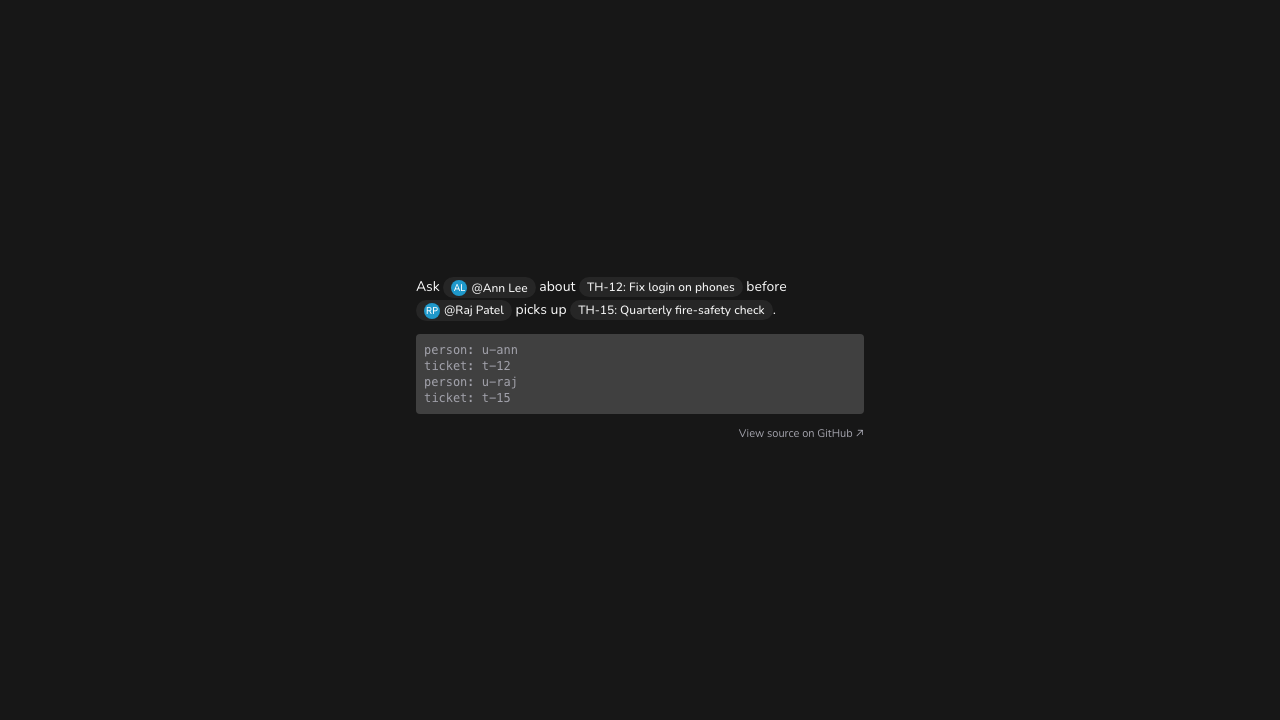 Ask AL @Ann Lee about TH-12: Fix login on phones before
RP @Raj Patel picks up TH-15: Quarterly fire-safety check.
person: u-ann
ticket: t-12
person: u-raj
ticket: t-15
View source on GitHub ↗